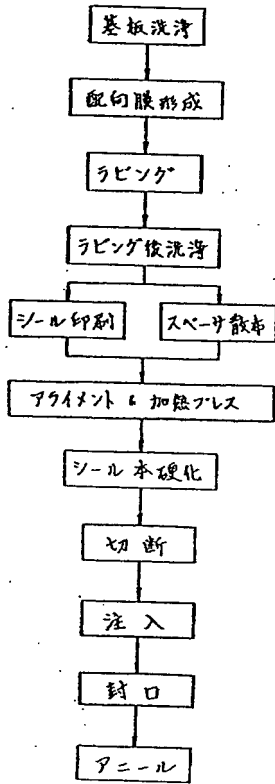 基板洗浄
配向膜形成
ラビング
ラビング後洗浄
シール印刷
スペーサ散布
アライメント & 加熱プレス
シール本硬化
切断
注入
封口
アニール